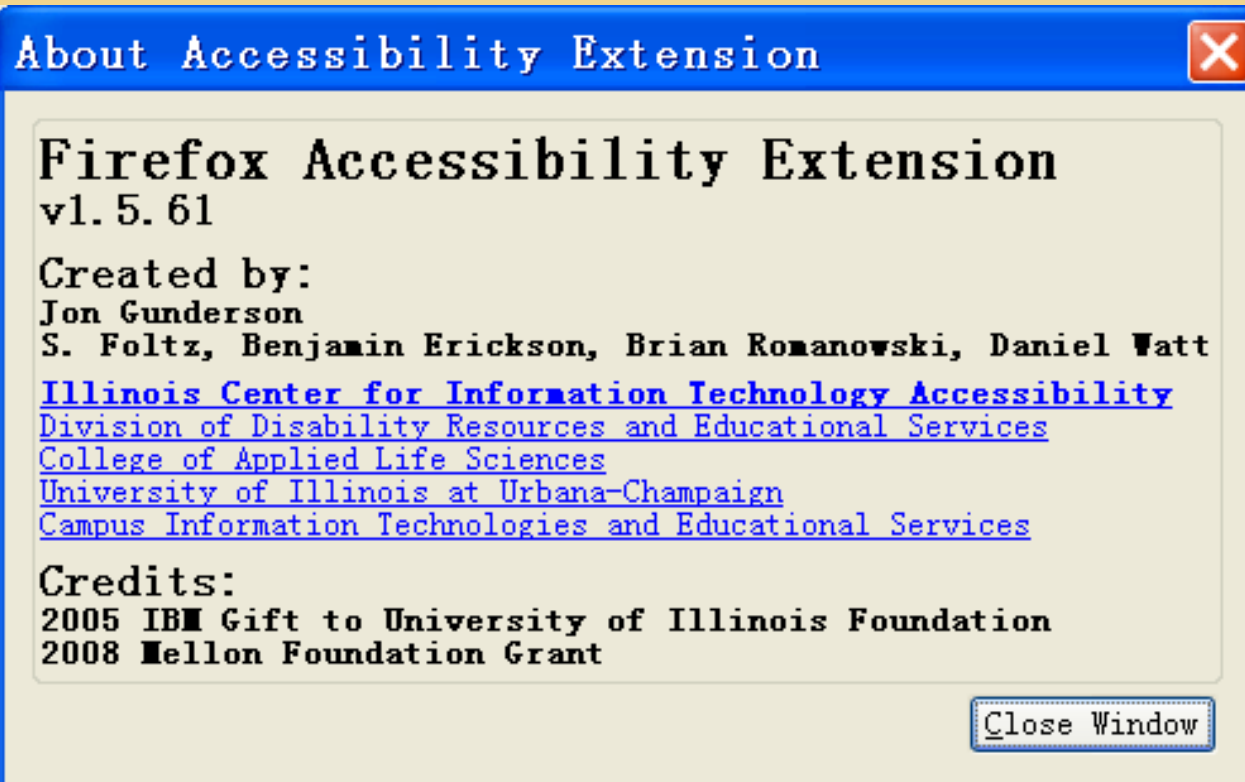 About Accessibility Extension
Firefox Accessibility Extension
v1.5.61
Created by:
Jon Gunderson
S. Foltz, Benjamin Erickson, Brian Romanowski, Daniel Watt
Illinois Center for Information Technology Accessibility
Division of Disability Resources and Educational Services
College of Applied Life Sciences
University of Illinois at Urbana-Champaign
Campus Information Technologies and Educational Services
Credits:
2005 IBM Gift to University of Illinois Foundation
2008 Mellon Foundation Grant
Close Window